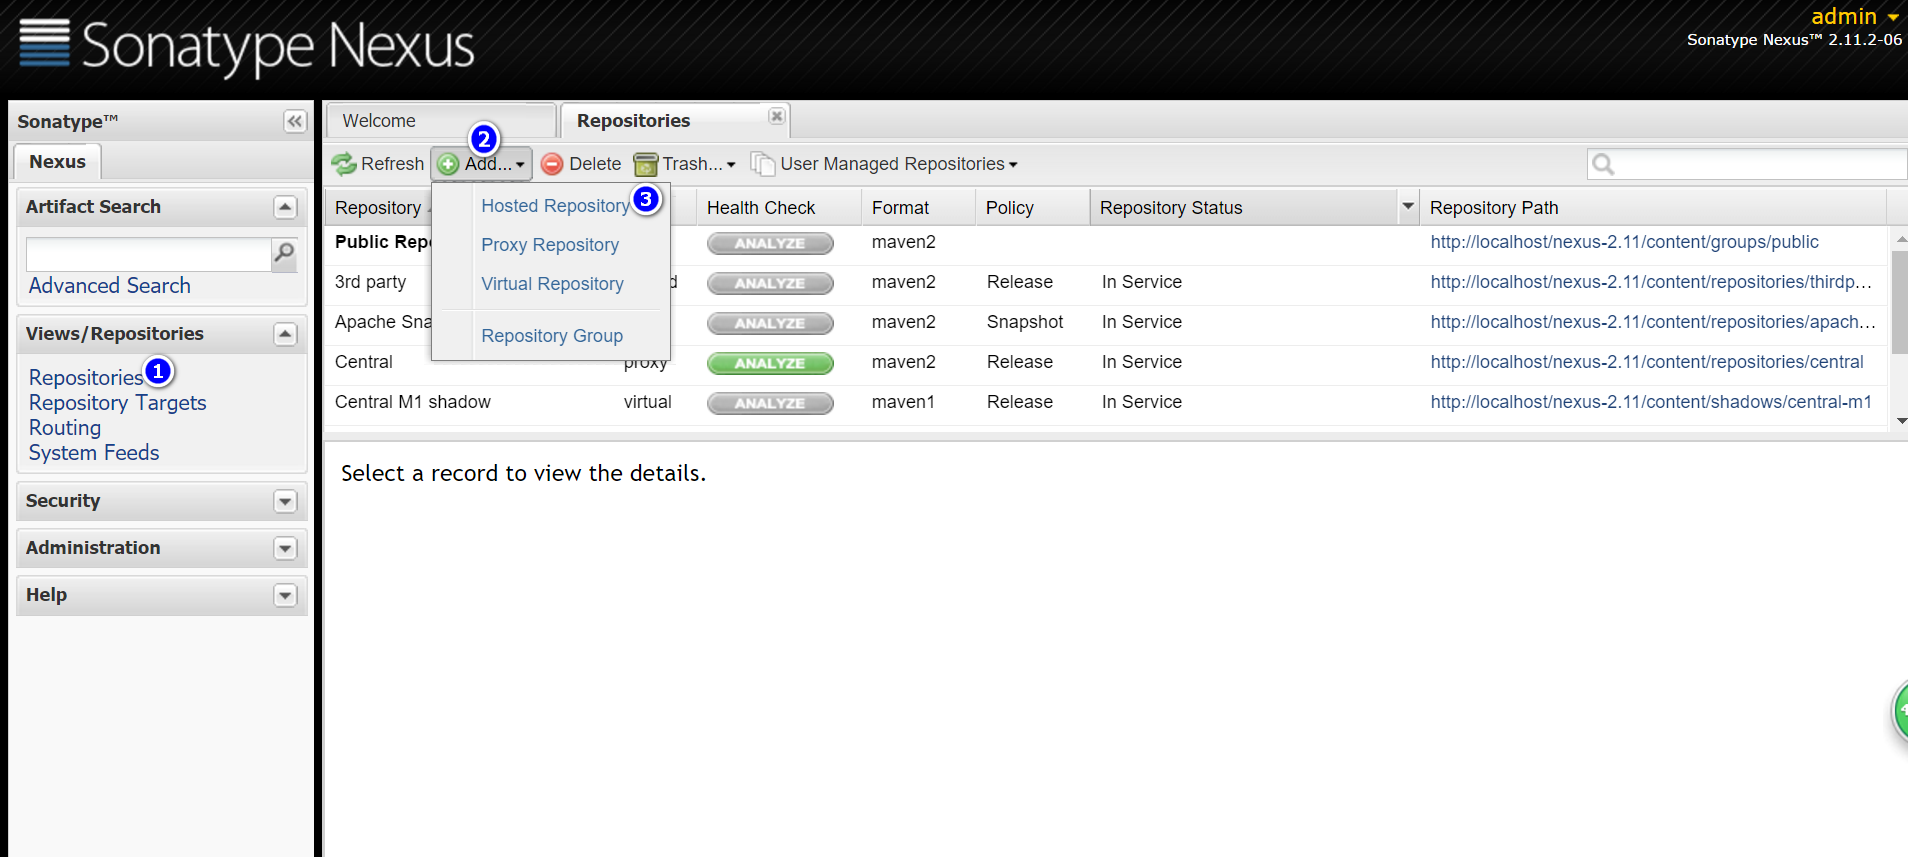 Sonatype Nexus
admin
Sonatype Nexus™ 2.11.2-06
Sonatype™
Nexus
Artifact Search
Advanced Search
Views/Repositories
Repositories 1
Repository Targets
Routing
System Feeds
Security
Administration
Help
Welcome
Repositories
2
Refresh Add... Delete Trash... User Managed Repositories
Hosted Repository 3
Proxy Repository
Virtual Repository
Repository Group
Repository Health Check Format Policy Repository Status Repository Path
Public Repo ANALYZE maven2 http://localhost/nexus-2.11/content/groups/public
3rd party d ANALYZE maven2 Release In Service http://localhost/nexus-2.11/content/repositories/thirdp...
Apache Sna ANALYZE maven2 Snapshot In Service http://localhost/nexus-2.11/content/repositories/apach...
Central proxy ANALYZE maven2 Release In Service http://localhost/nexus-2.11/content/repositories/central
Central M1 shadow virtual ANALYZE maven1 Release In Service http://localhost/nexus-2.11/content/shadows/central-m1
Select a record to view the details.